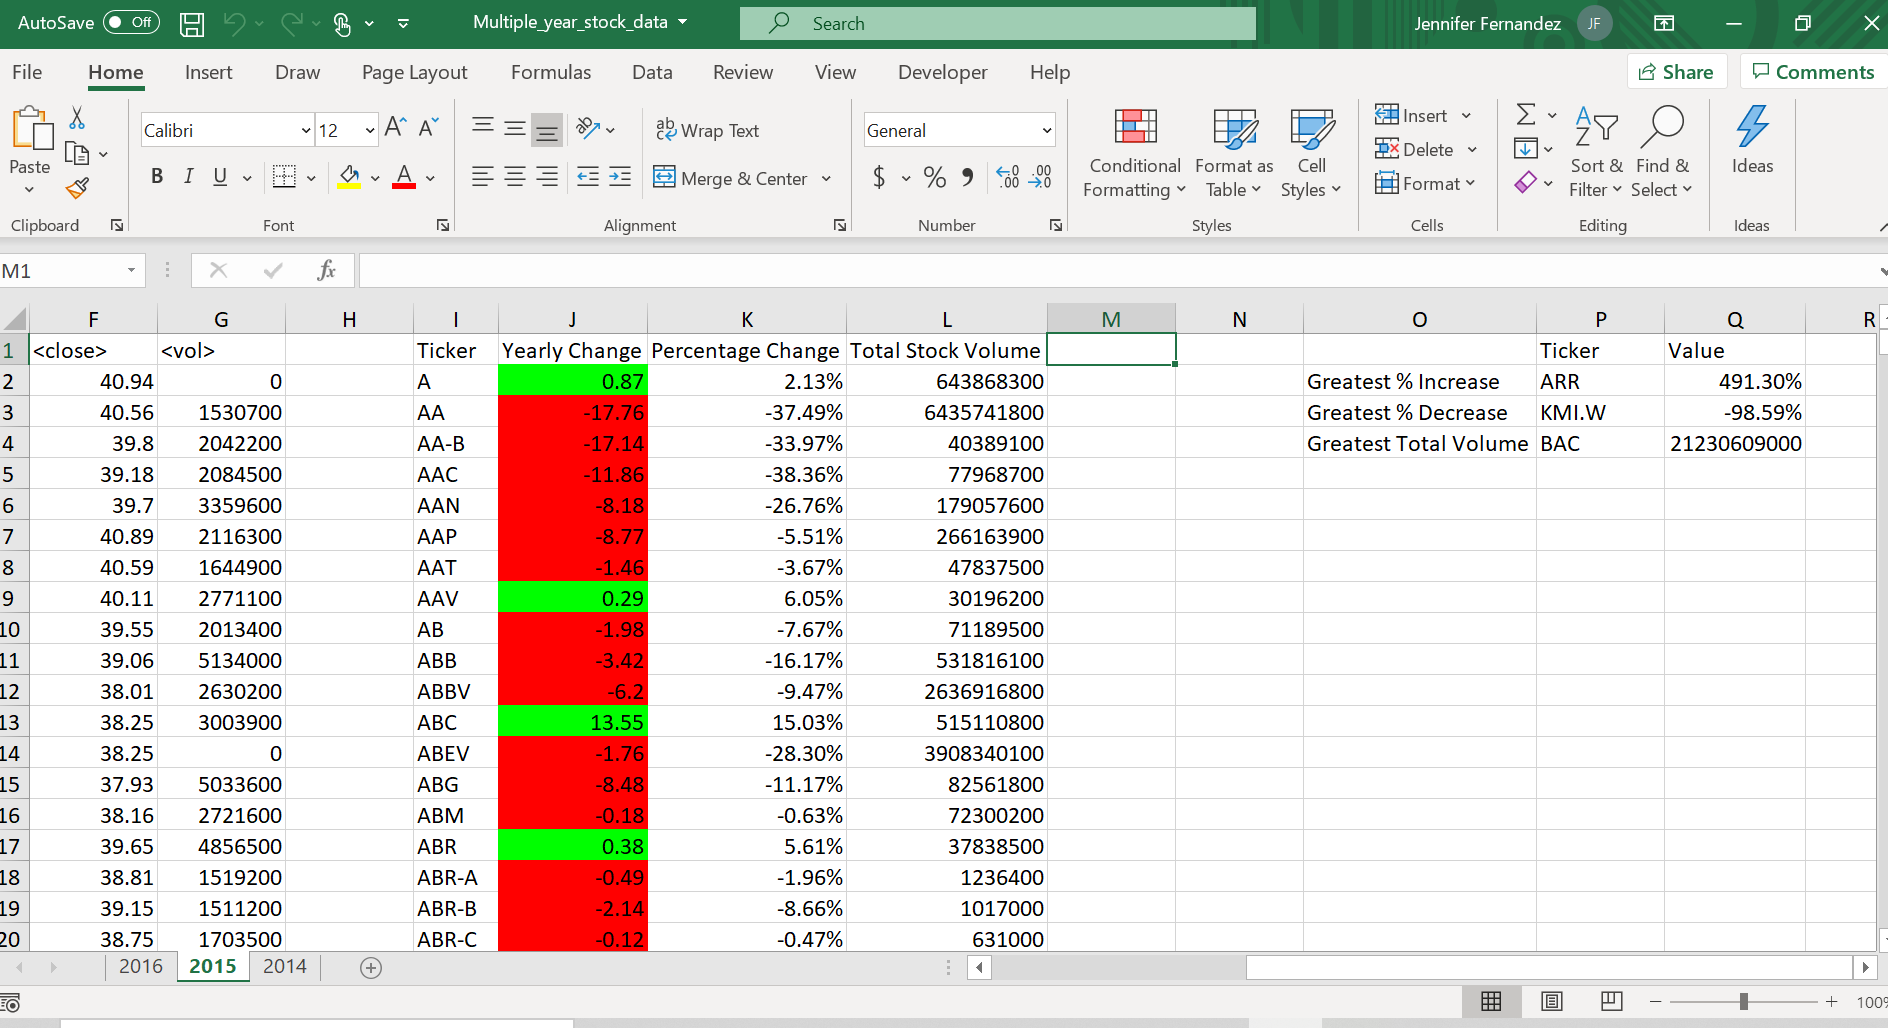 AutoSave Off Multiple_year_stock_data Search Jennifer Fernandez JF
File Home Insert Draw Page Layout Formulas Data Review View Developer Help Share Comments
Paste
Clipboard
Calibri 12 A A
B I U A
Font
ab Wrap Text
Merge & Center
Alignment
General
$ % 9 .00 .00
Number
Conditional Formatting Format as Table Cell Styles
Styles
Insert
Delete
Format
Cells
Sort & Filter Find & Select
Editing
Ideas
Ideas
M1 fx
F G H I J K L M N O P Q R
1 <close> <vol> Ticker Yearly Change Percentage Change Total Stock Volume Ticker Value
2 40.94 0 A 0.87 2.13% 643868300 Greatest % Increase ARR 491.30%
3 40.56 1530700 AA -17.76 -37.49% 6435741800 Greatest % Decrease KMI.W -98.59%
4 39.8 2042200 AA-B -17.14 -33.97% 40389100 Greatest Total Volume BAC 21230609000
5 39.18 2084500 AAC -11.86 -38.36% 77968700
6 39.7 3359600 AAN -8.18 -26.76% 179057600
7 40.89 2116300 AAP -8.77 -5.51% 266163900
8 40.59 1644900 AAT -1.46 -3.67% 47837500
9 40.11 2771100 AAV 0.29 6.05% 30196200
10 39.55 2013400 AB -1.98 -7.67% 71189500
11 39.06 5134000 ABB -3.42 -16.17% 531816100
12 38.01 2630200 ABBV -6.2 -9.47% 2636916800
13 38.25 3003900 ABC 13.55 15.03% 515110800
14 38.25 0 ABEV -1.76 -28.30% 3908340100
15 37.93 5033600 ABG -8.48 -11.17% 82561800
16 38.16 2721600 ABM -0.18 -0.63% 72300200
17 39.65 4856500 ABR 0.38 5.61% 37838500
18 38.81 1519200 ABR-A -0.49 -1.96% 1236400
19 39.15 1511200 ABR-B -2.14 -8.66% 1017000
20 38.75 1703500 ABR-C -0.12 -0.47% 631000
2016 2015 2014
100%